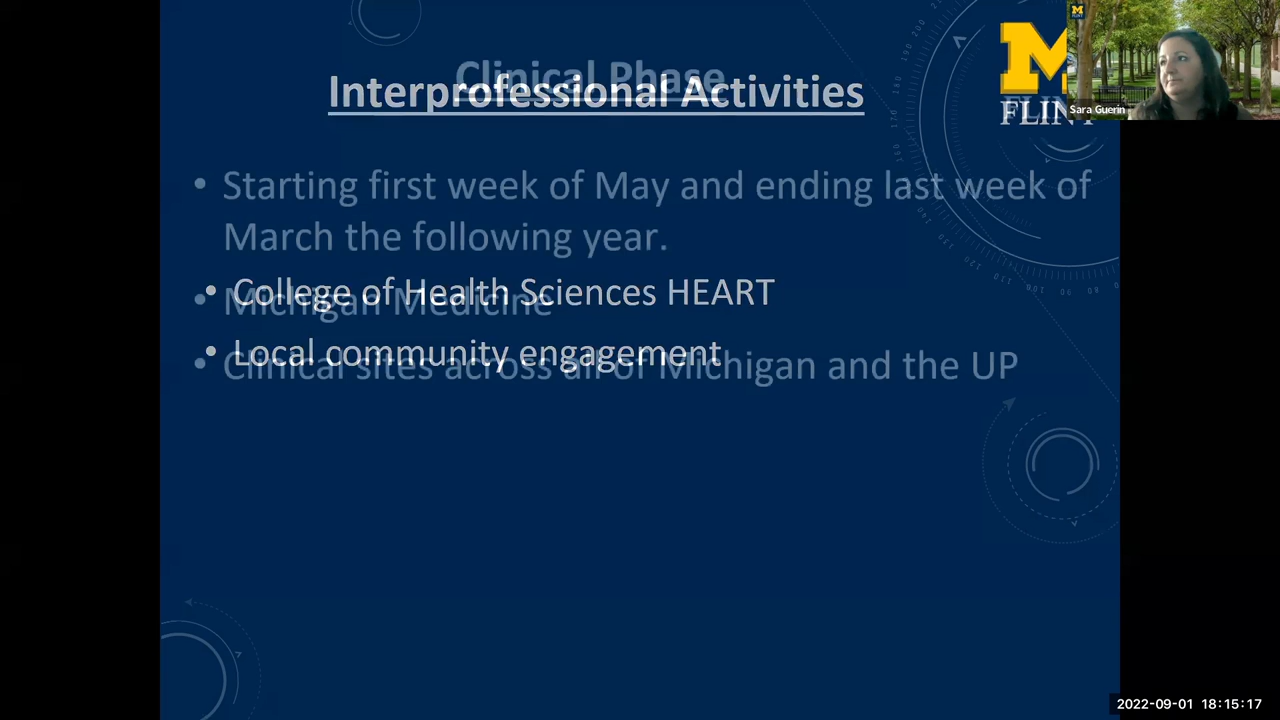 Clinical Phase
Interprofessional Activities
M
FLINT
M
FLINT
Sara Guerin
• Starting first week of May and ending last week of
March the following year.
• College of Health Sciences HEART
• Michigan Medicine
• Local community engagement
• Clinical sites across all of Michigan and the UP
2022-09-01 18:15:17